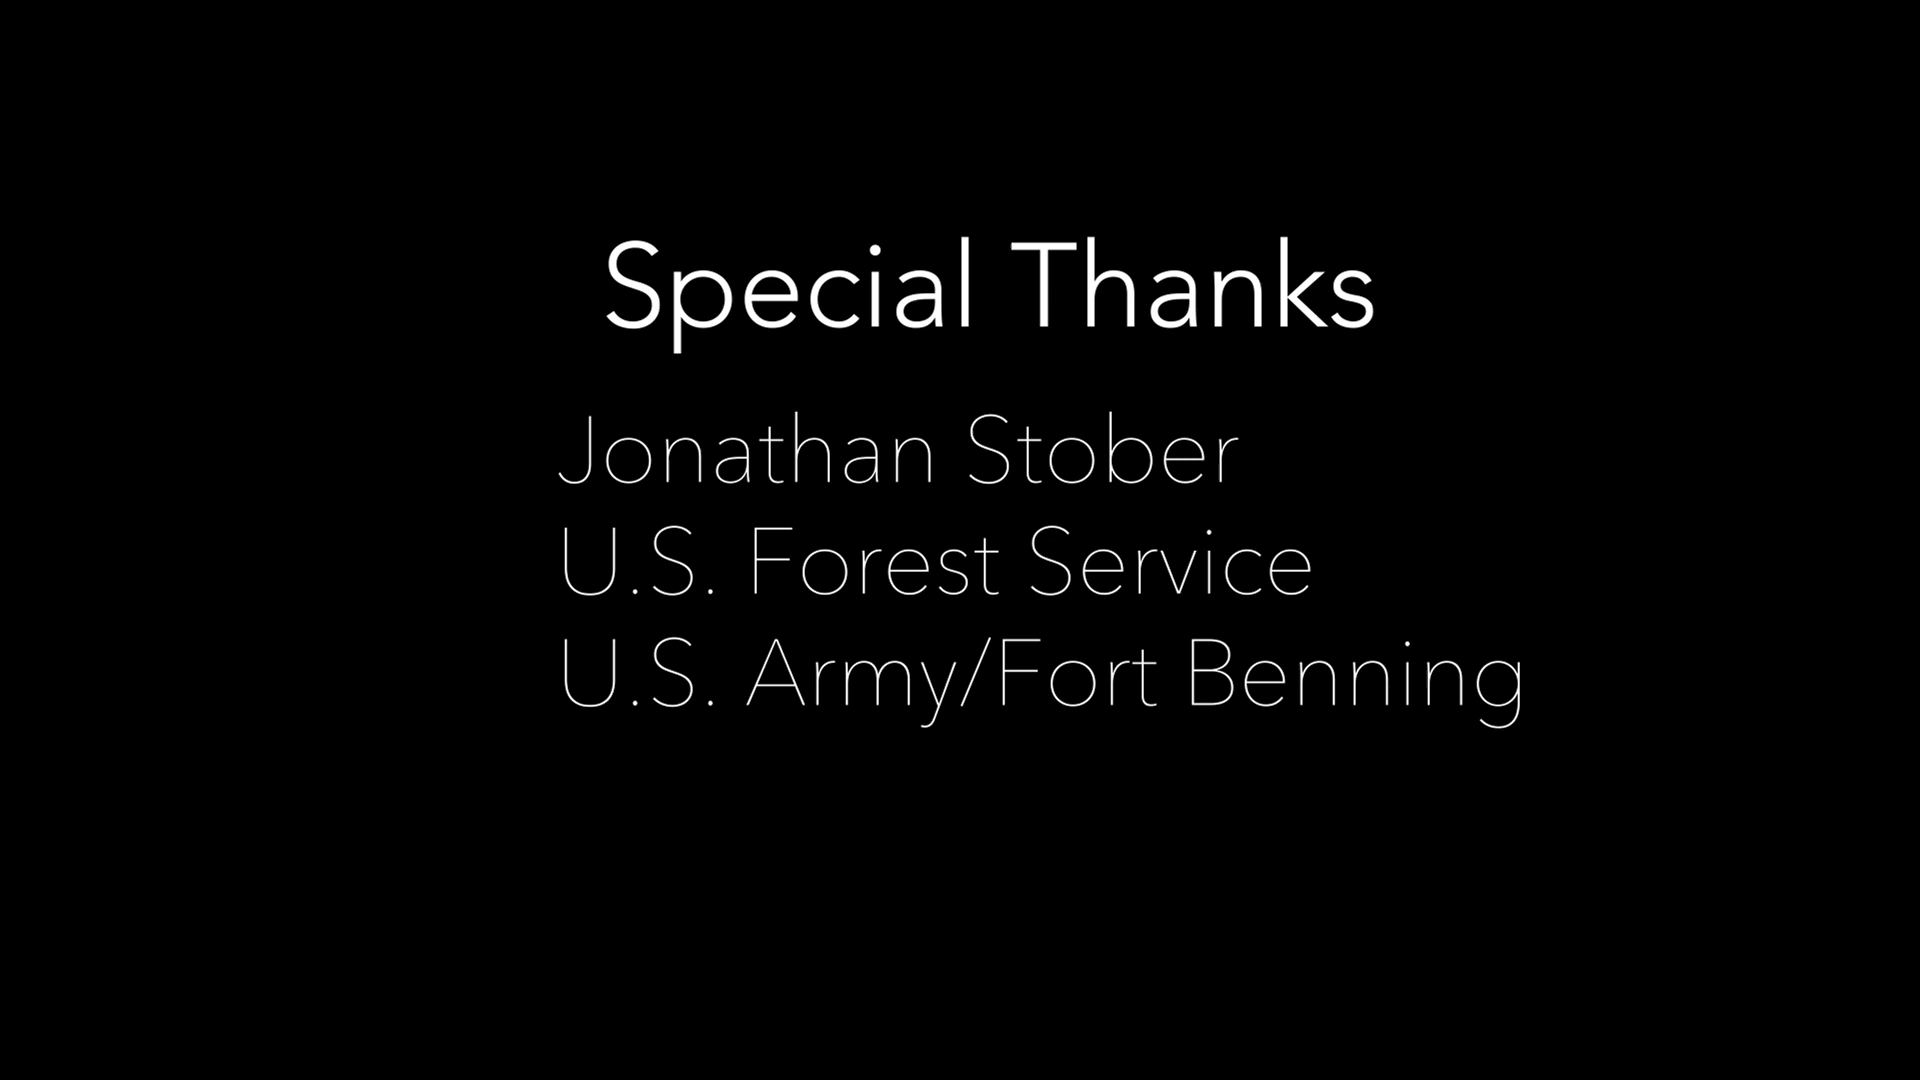 Special Thanks
Jonathan Stober
U.S. Forest Service
U.S. Army/Fort Benning